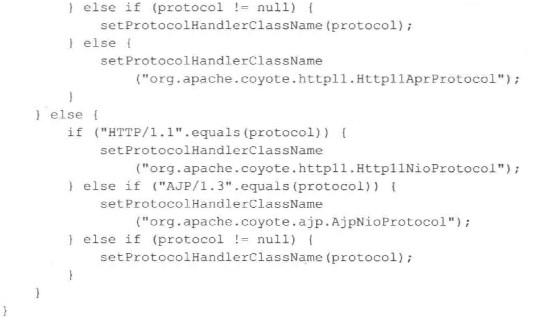 } else if (protocol != null) {
            setProtocolHandlerClassName(protocol);
        } else {
            setProtocolHandlerClassName
                ("org.apache.coyote.http11.Http11AprProtocol");
        }
    } else {
        if ("HTTP/1.1".equals(protocol)) {
            setProtocolHandlerClassName
                ("org.apache.coyote.http11.Http11NioProtocol");
        } else if ("AJP/1.3".equals(protocol)) {
            setProtocolHandlerClassName
                ("org.apache.coyote.ajp.AjpNioProtocol");
        } else if (protocol != null) {
            setProtocolHandlerClassName(protocol);
        }
    }
}